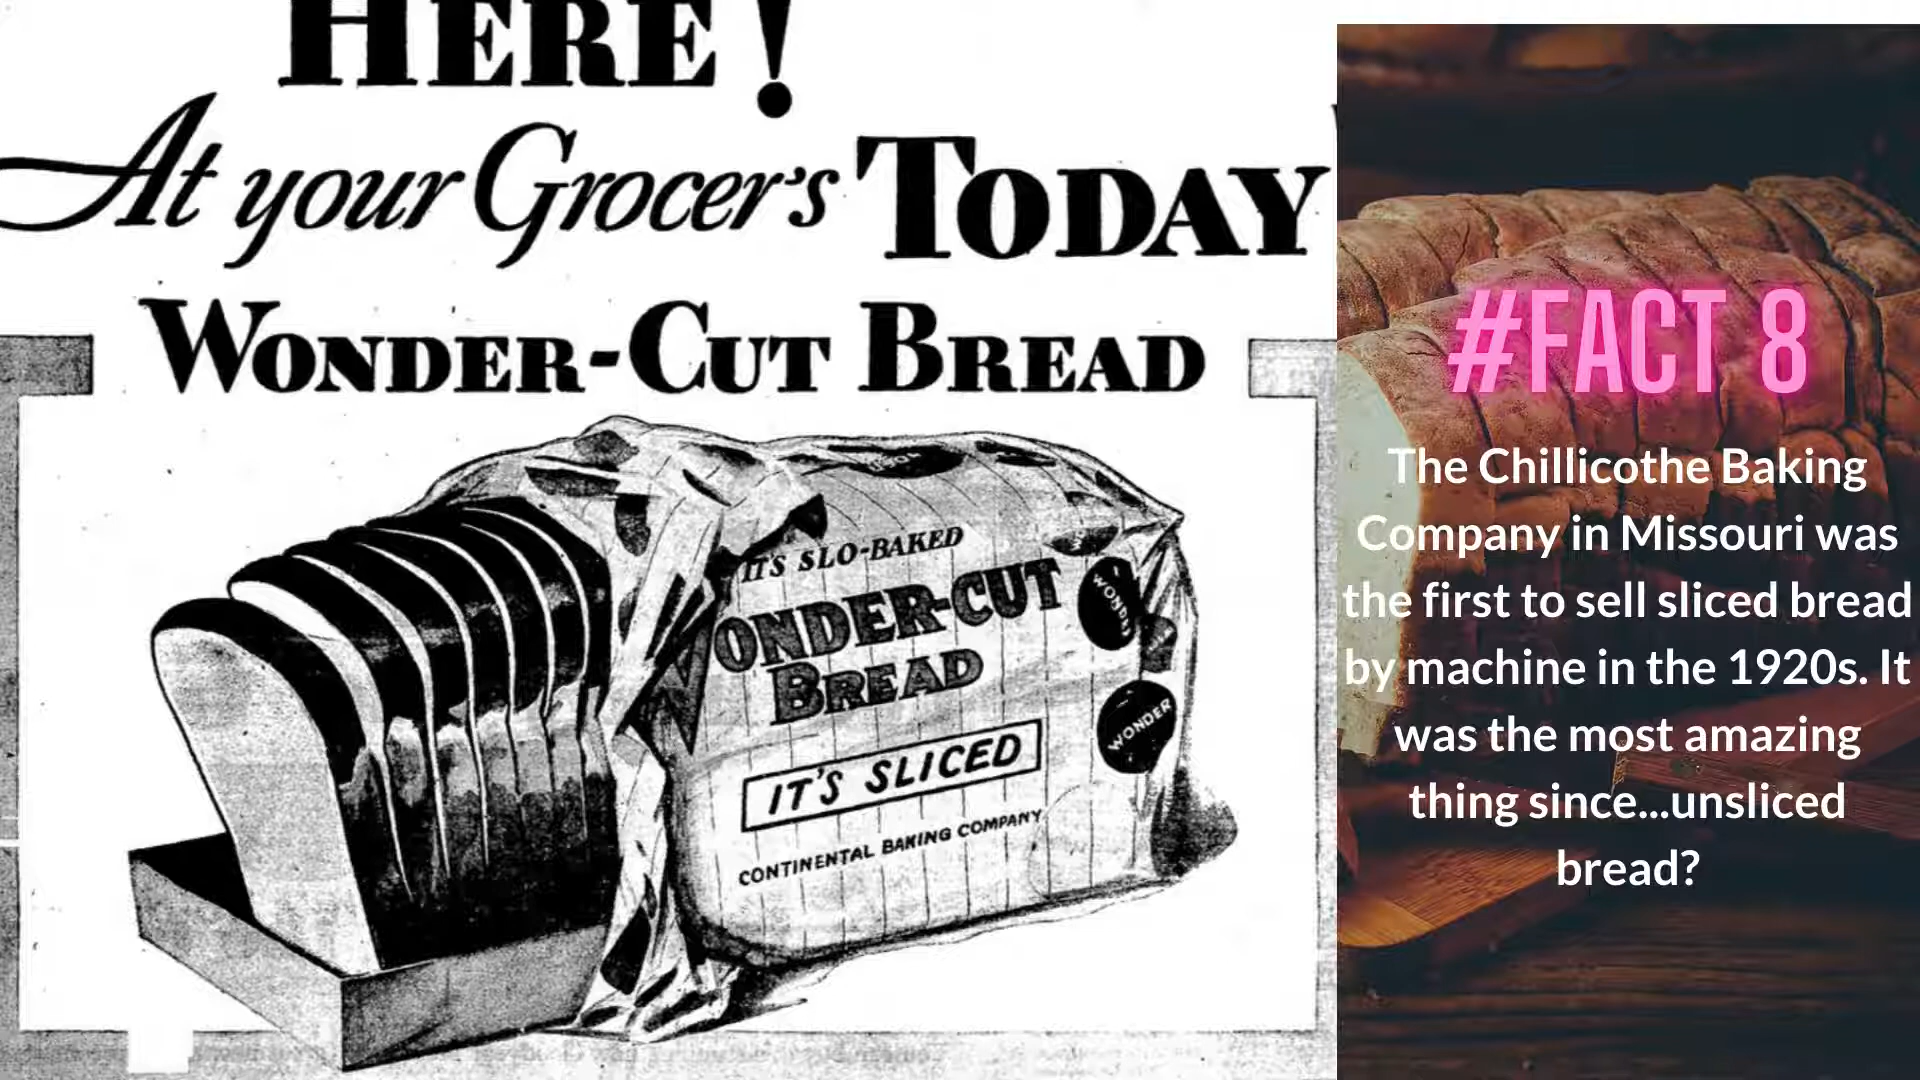 HERE!
At your Grocer's TODAY
WONDER-CUT BREAD
IT'S SLO-BAKED
WONDER-CUT
BREAD
WONDER
WONDER
IT'S SLICED
CONTINENTAL BAKING COMPANY
#FACT 8
The Chillicothe Baking
Company in Missouri was
the first to sell sliced bread
by machine in the 1920s. It
was the most amazing
thing since...unsliced
bread?